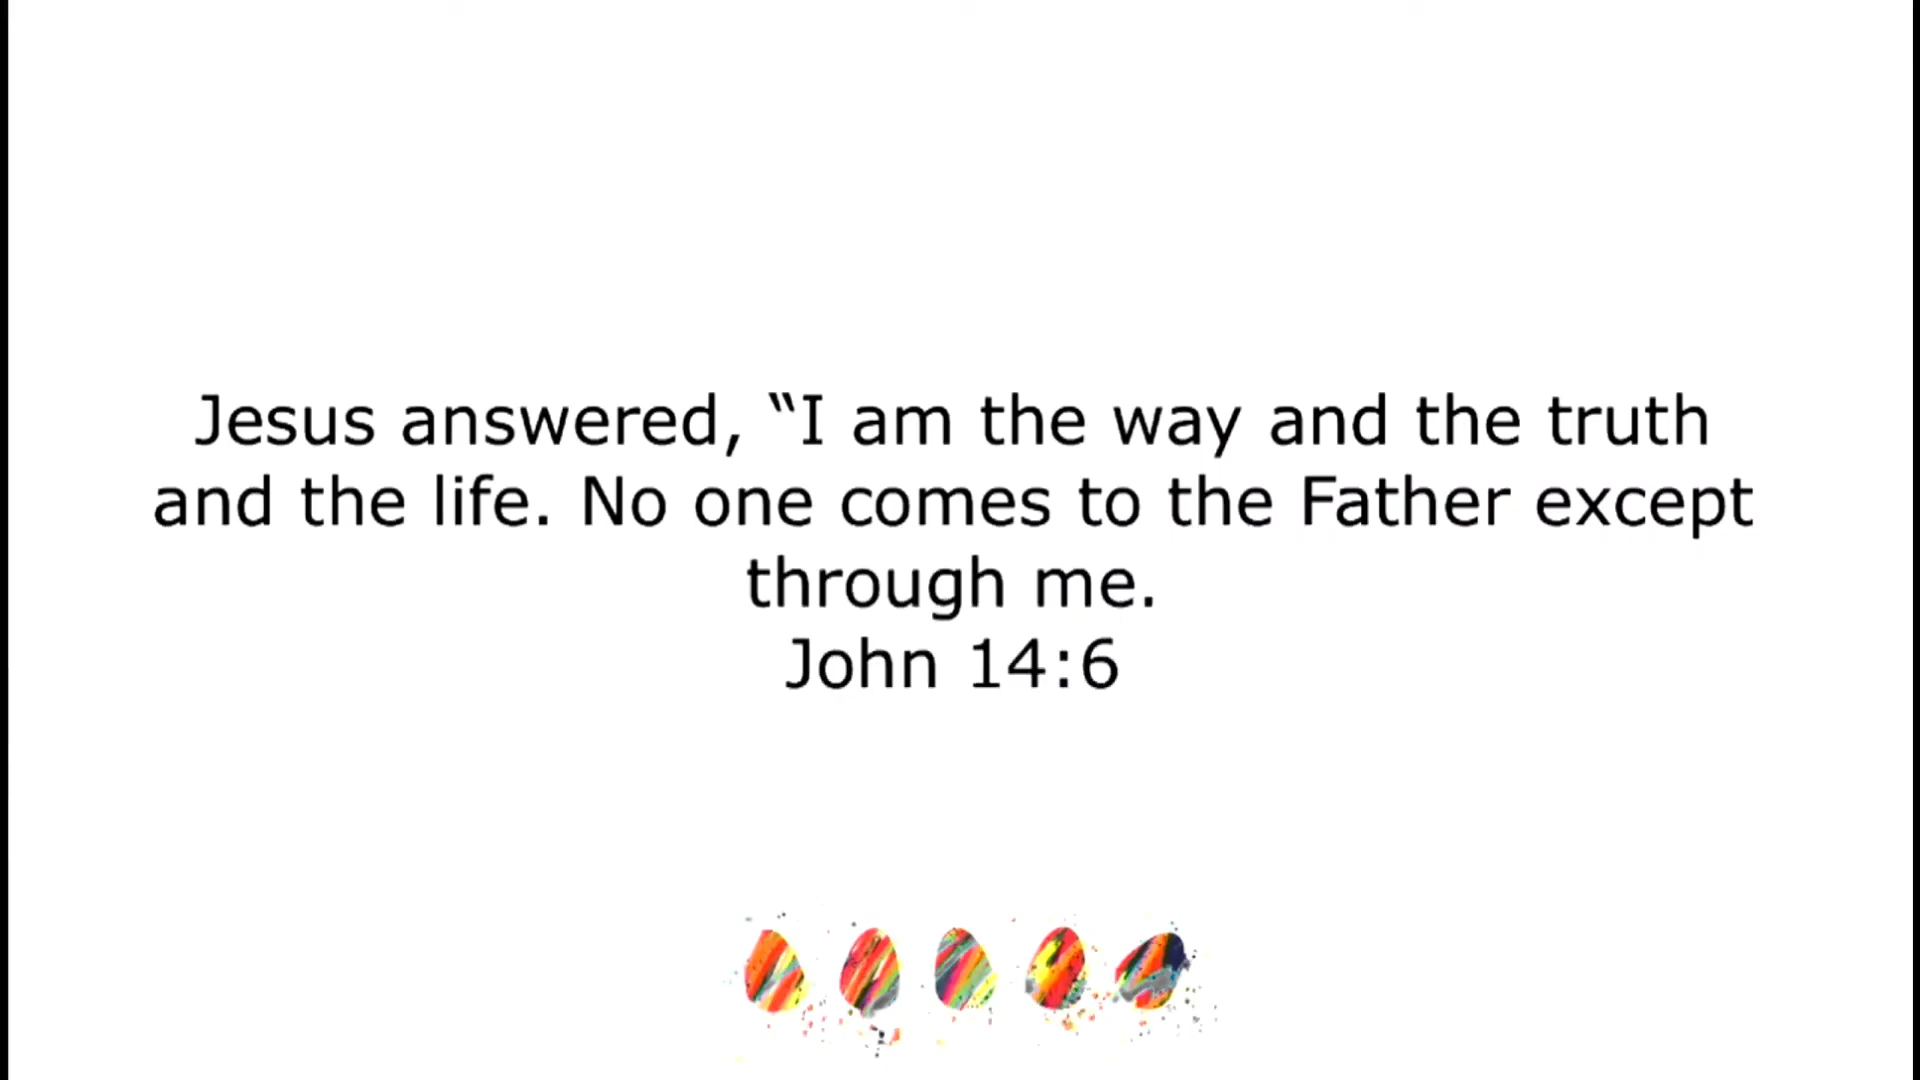 Jesus answered, “I am the way and the truth
and the life. No one comes to the Father except
through me.
John 14:6